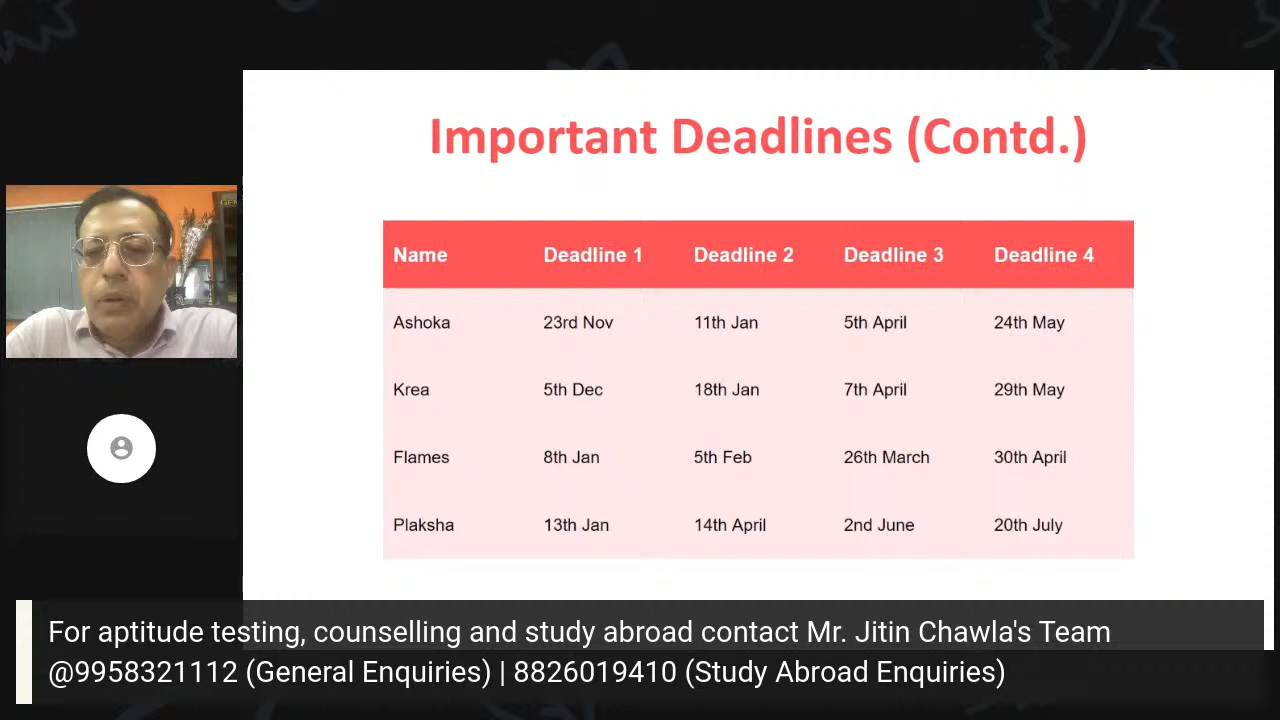 Important Deadlines (Contd.)
Name Deadline 1 Deadline 2 Deadline 3 Deadline 4
Ashoka 23rd Nov 11th Jan 5th April 24th May
Krea 5th Dec 18th Jan 7th April 29th May
Flames 8th Jan 5th Feb 26th March 30th April
Plaksha 13th Jan 14th April 2nd June 20th July
For aptitude testing, counselling and study abroad contact Mr. Jitin Chawla's Team
@9958321112 (General Enquiries) | 8826019410 (Study Abroad Enquiries)